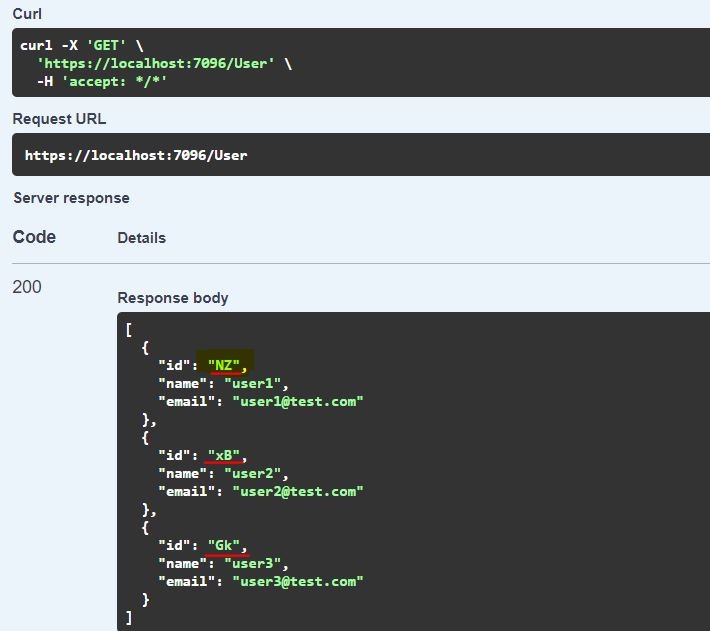 Curl
curl -X 'GET' \
'https://localhost:7096/User' \
-H 'accept: */*'
Request URL
https://localhost:7096/User
Server response
Code Details
200
Response body
[
{
"id": "NZ",
"name": "user1",
"email": "user1@test.com"
},
{
"id": "xB",
"name": "user2",
"email": "user2@test.com"
},
{
"id": "Gk",
"name": "user3",
"email": "user3@test.com"
}
]